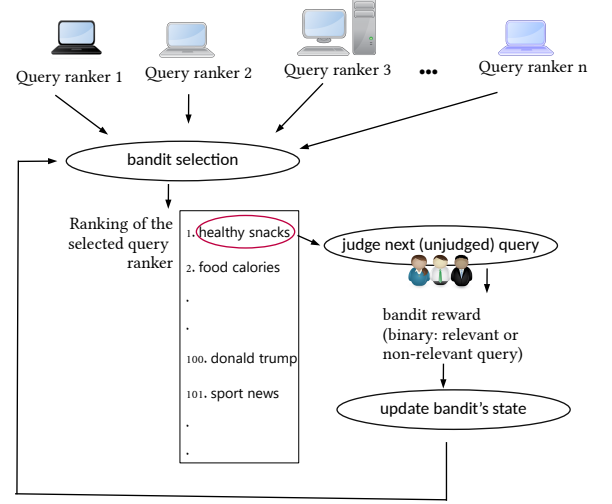 Query ranker 1
Query ranker 2
Query ranker 3
•••
Query ranker n
bandit selection
Ranking of the
selected query
ranker
1. healthy snacks
2. food calories
.
.
100. donald trump
101. sport news
.
.
judge next (unjudged) query
bandit reward
(binary: relevant or
non-relevant query)
update bandit's state